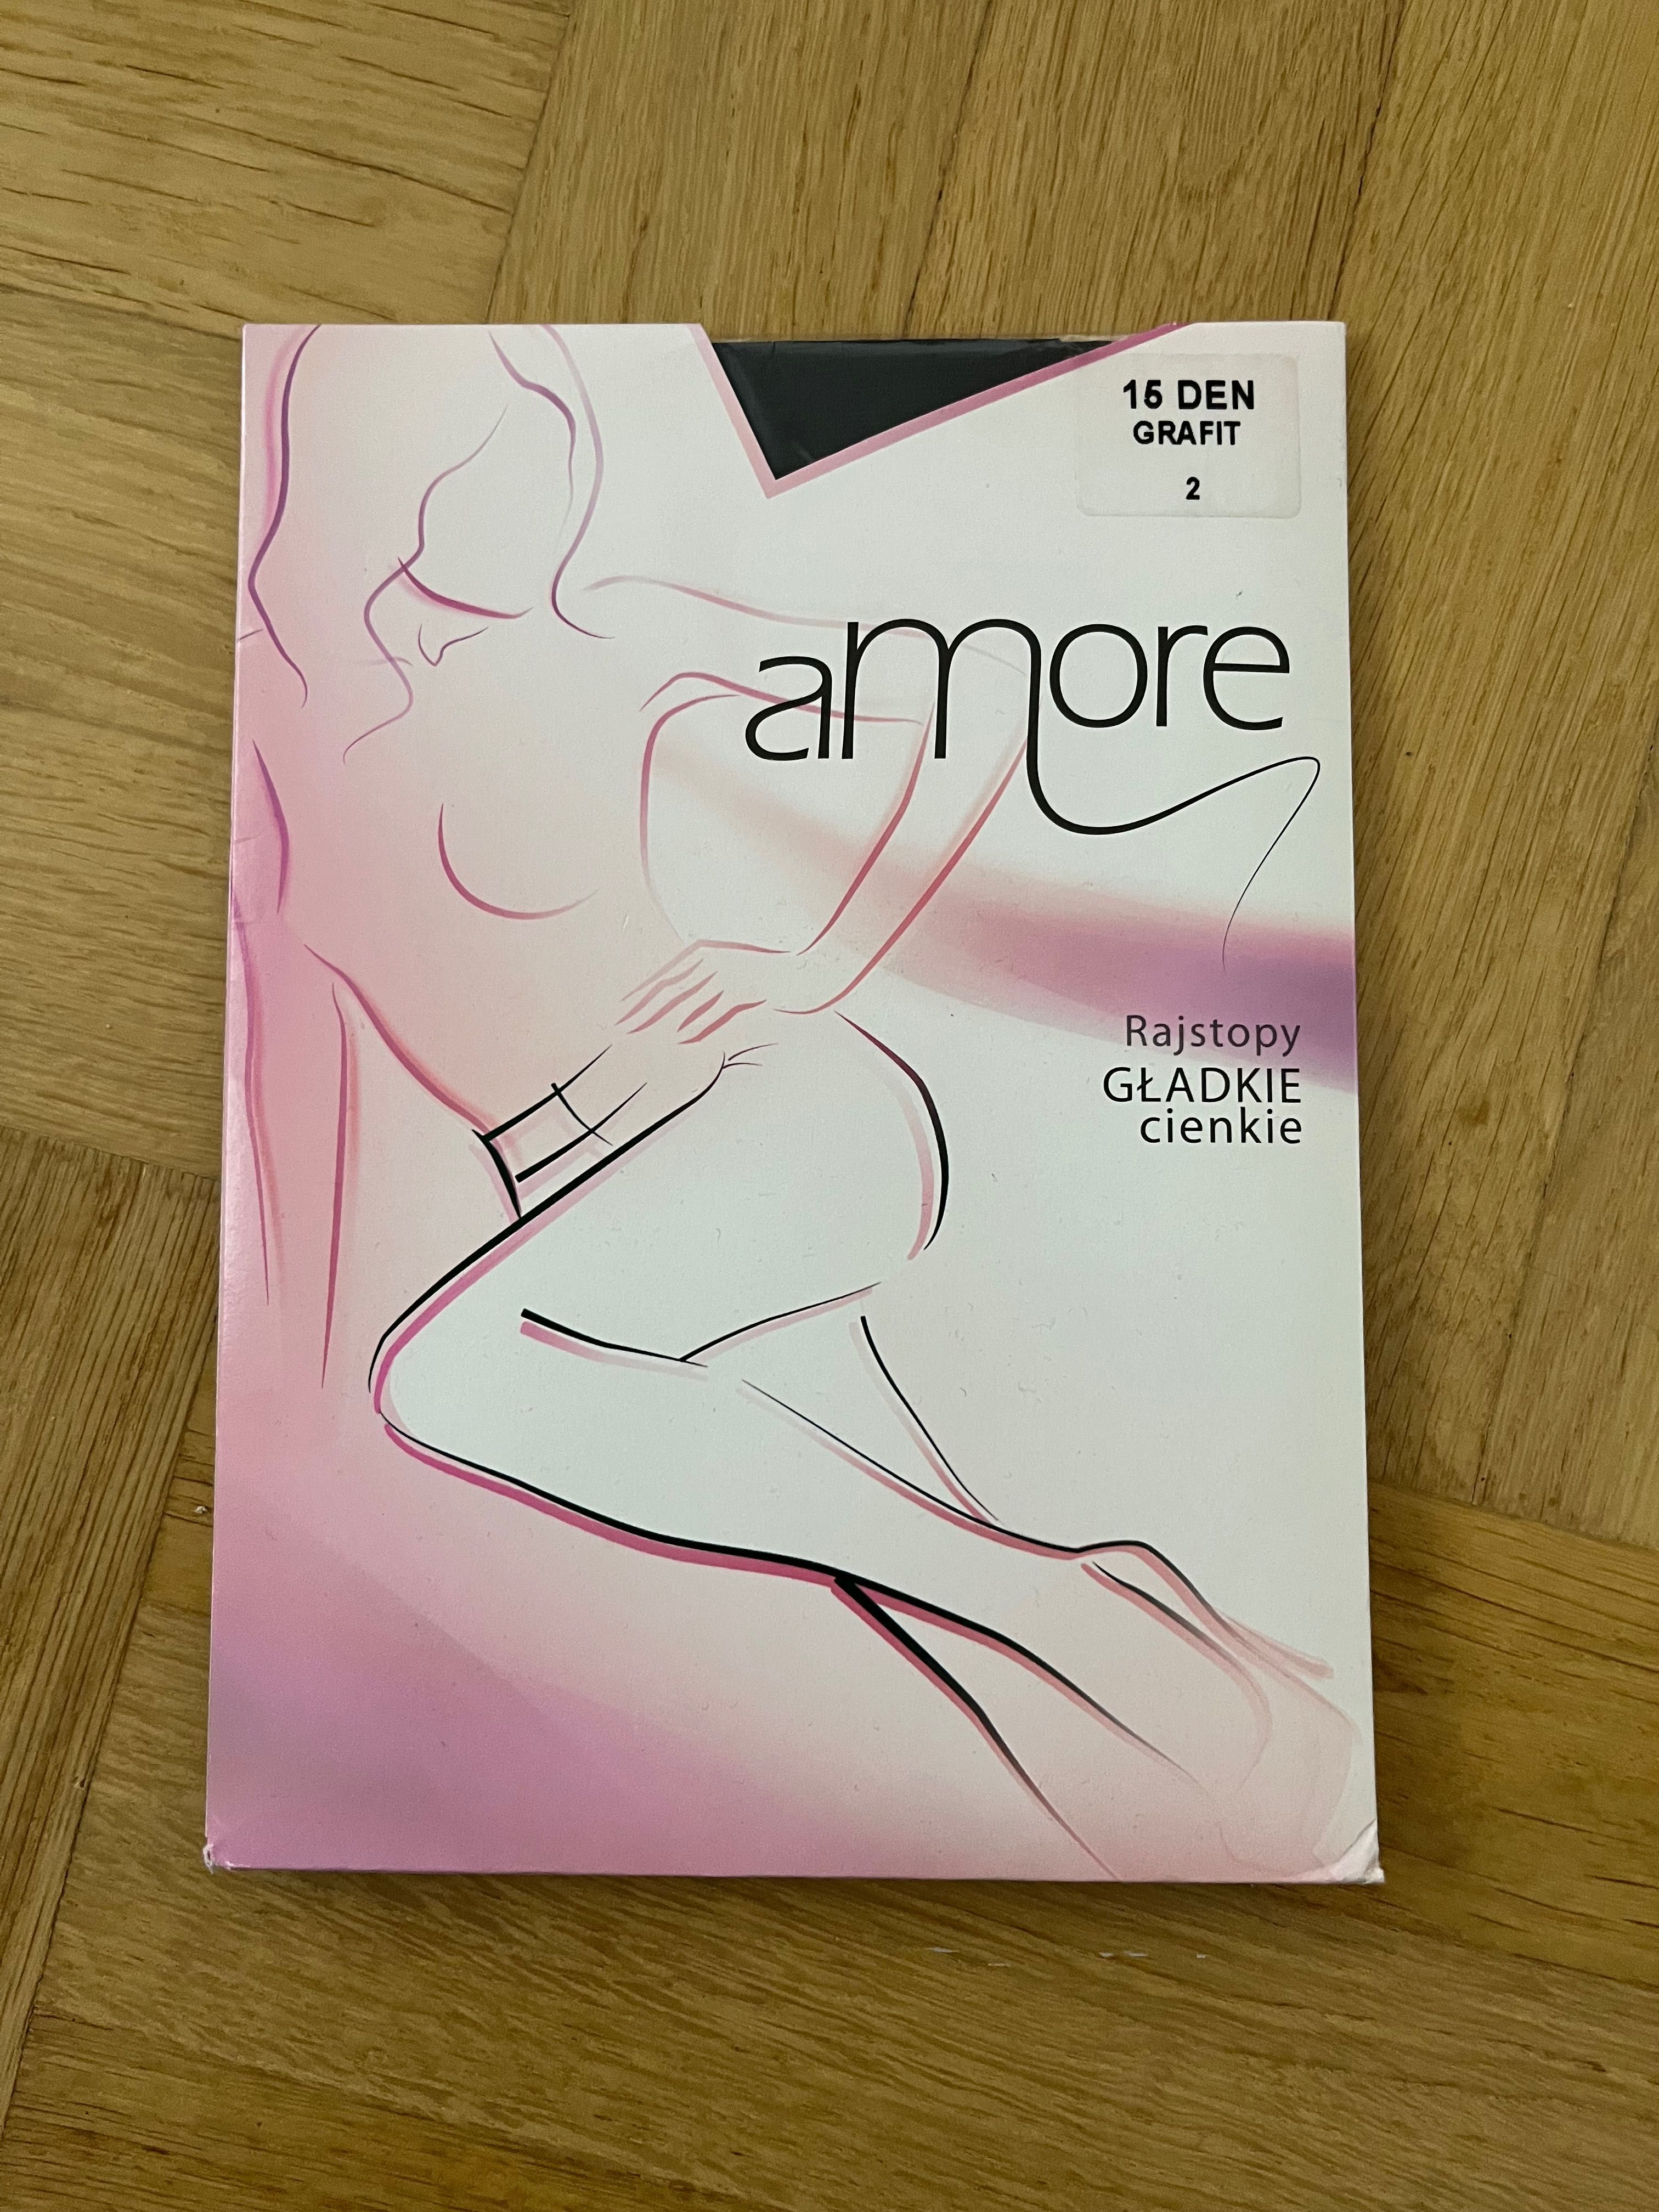 15 DEN
GRAFIT
2
amore
Rajstopy
GŁADKIE
cienkie